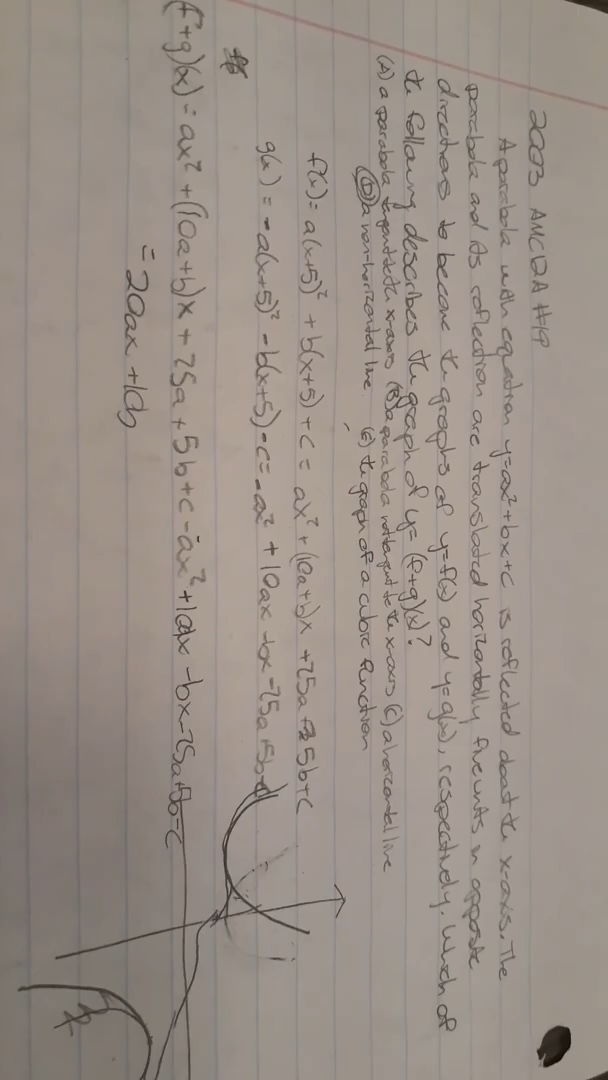 2003 AMC 12A #19
A parabola with equation y=ax²+bx+c is reflected about the x-axis. The
parabola and its reflection are translated horizontally five units in opposite
directions to become the graphs of y=f(x) and y=g(x), respectively. Which of
the following describes the graph of y=(f+g)(x)?
(A) a parabola tangent to the x-axis (B) a parabola not tangent to the x-axis (C) a horizontal line
(D) a non-horizontal line (E) the graph of a cubic function
f(x) = a(x+5)² + b(x+5) + c = ax² + (10a+b)x + 25a + 5b+c
g(x) = -a(x+5)² - b(x+5) - c = -ax² + 10ax - bx - 25a + 5b - c
(f+g)(x) = ax² + (10a+b)x + 25a + 5b + c - ax² + 10ax - bx - 25a + 5b - c
= 20ax + 10b